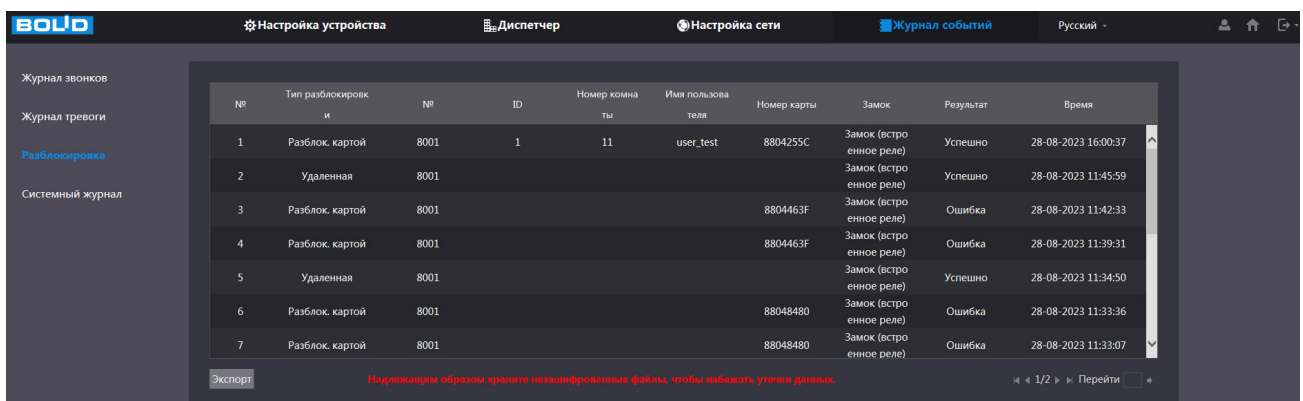 BOLID Настройка устройства Диспетчер Настройка сети Журнал событий Русский
Журнал звонков
Журнал тревоги
Разблокировка
Системный журнал
№ Тип разблокировк № ID Номер комна Имя пользова Номер карты Замок Результат Время
и ты теля
1 Разблок. картой 8001 1 11 user_test 8804255C Замок (встро Успешно 28-08-2023 16:00:37
енное реле)
2 Удаленная 8001 Замок (встро Успешно 28-08-2023 11:45:59
енное реле)
3 Разблок. картой 8001 8804463F Замок (встро Ошибка 28-08-2023 11:42:33
енное реле)
4 Разблок. картой 8001 8804463F Замок (встро Ошибка 28-08-2023 11:39:31
енное реле)
5 Удаленная 8001 Замок (встро Успешно 28-08-2023 11:34:50
енное реле)
6 Разблок. картой 8001 88048480 Замок (встро Ошибка 28-08-2023 11:33:36
енное реле)
7 Разблок. картой 8001 88048480 Замок (встро Ошибка 28-08-2023 11:33:07
енное реле)
Экспорт Надлежащим образом храните незашифрованные файлы, чтобы набежать утечки данных. 1/2 Перейти